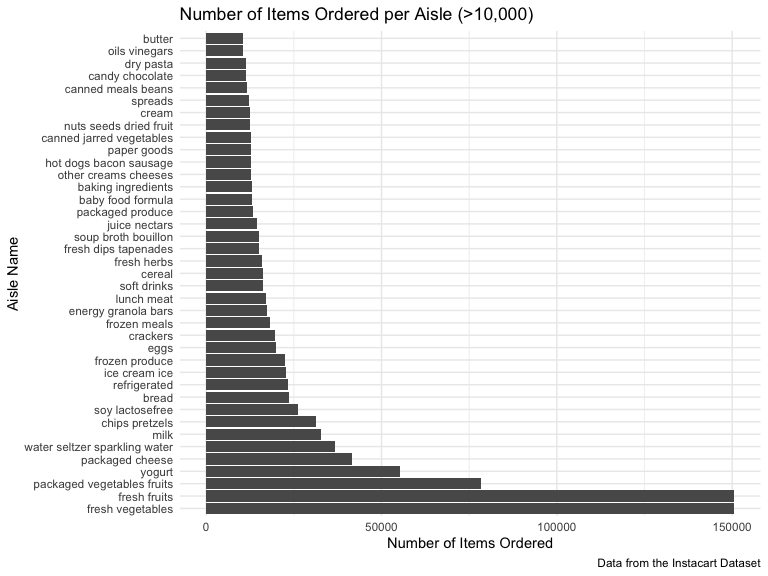 Number of Items Ordered per Aisle (>10,000)
Aisle Name
butter
oils vinegars
dry pasta
candy chocolate
canned meals beans
spreads
cream
nuts seeds dried fruit
canned jarred vegetables
paper goods
hot dogs bacon sausage
other creams cheeses
baking ingredients
baby food formula
packaged produce
juice nectars
soup broth bouillon
fresh dips tapenades
fresh herbs
cereal
soft drinks
lunch meat
energy granola bars
frozen meals
crackers
eggs
frozen produce
ice cream ice
refrigerated
bread
soy lactosefree
chips pretzels
milk
water seltzer sparkling water
packaged cheese
yogurt
packaged vegetables fruits
fresh fruits
fresh vegetables
0 50000 100000 150000
Number of Items Ordered
Data from the Instacart Dataset